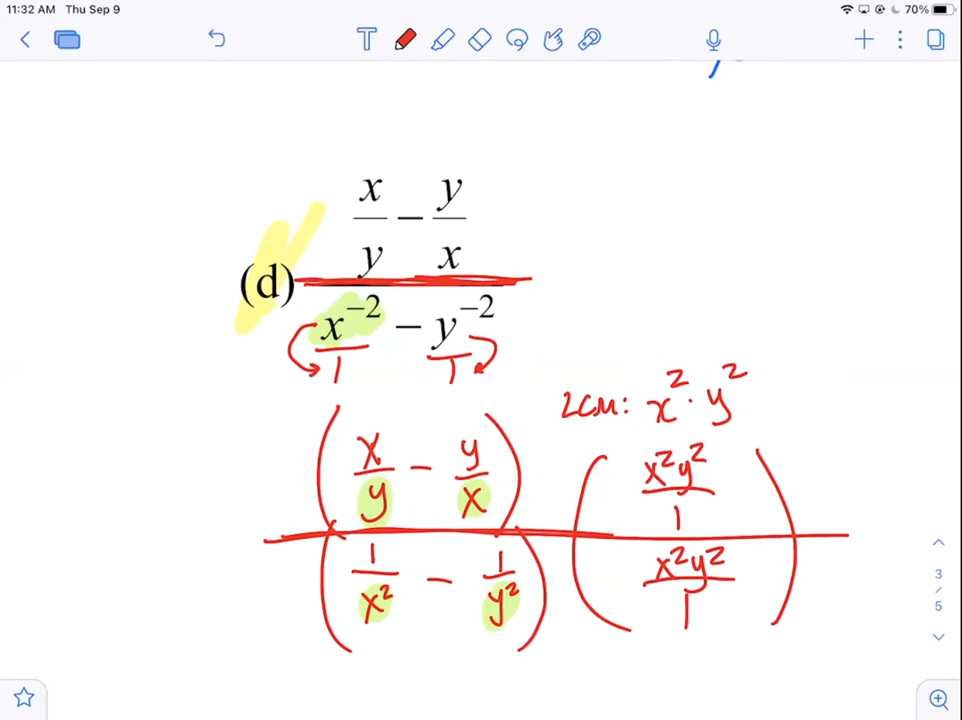 11:32 AM Thu Sep 9 70%
T
x/y − y/x
(d)
x⁻² − y⁻²
1 1
LCM: x² · y²
(x/y − y/x) (x²y²/1)
(1/x² − 1/y²) (x²y²/1)
3
/
5